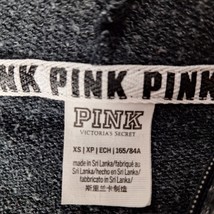 NK PINK PINK PINK
PINK
VICTORIA'S SECRET
XS | XP | ECH | 165/84A
made in Sri Lanka/fabriqué au
Sri Lanka/hecho en Sri Lanka/
fabbricato in Sri Lanka/
斯里兰卡制造